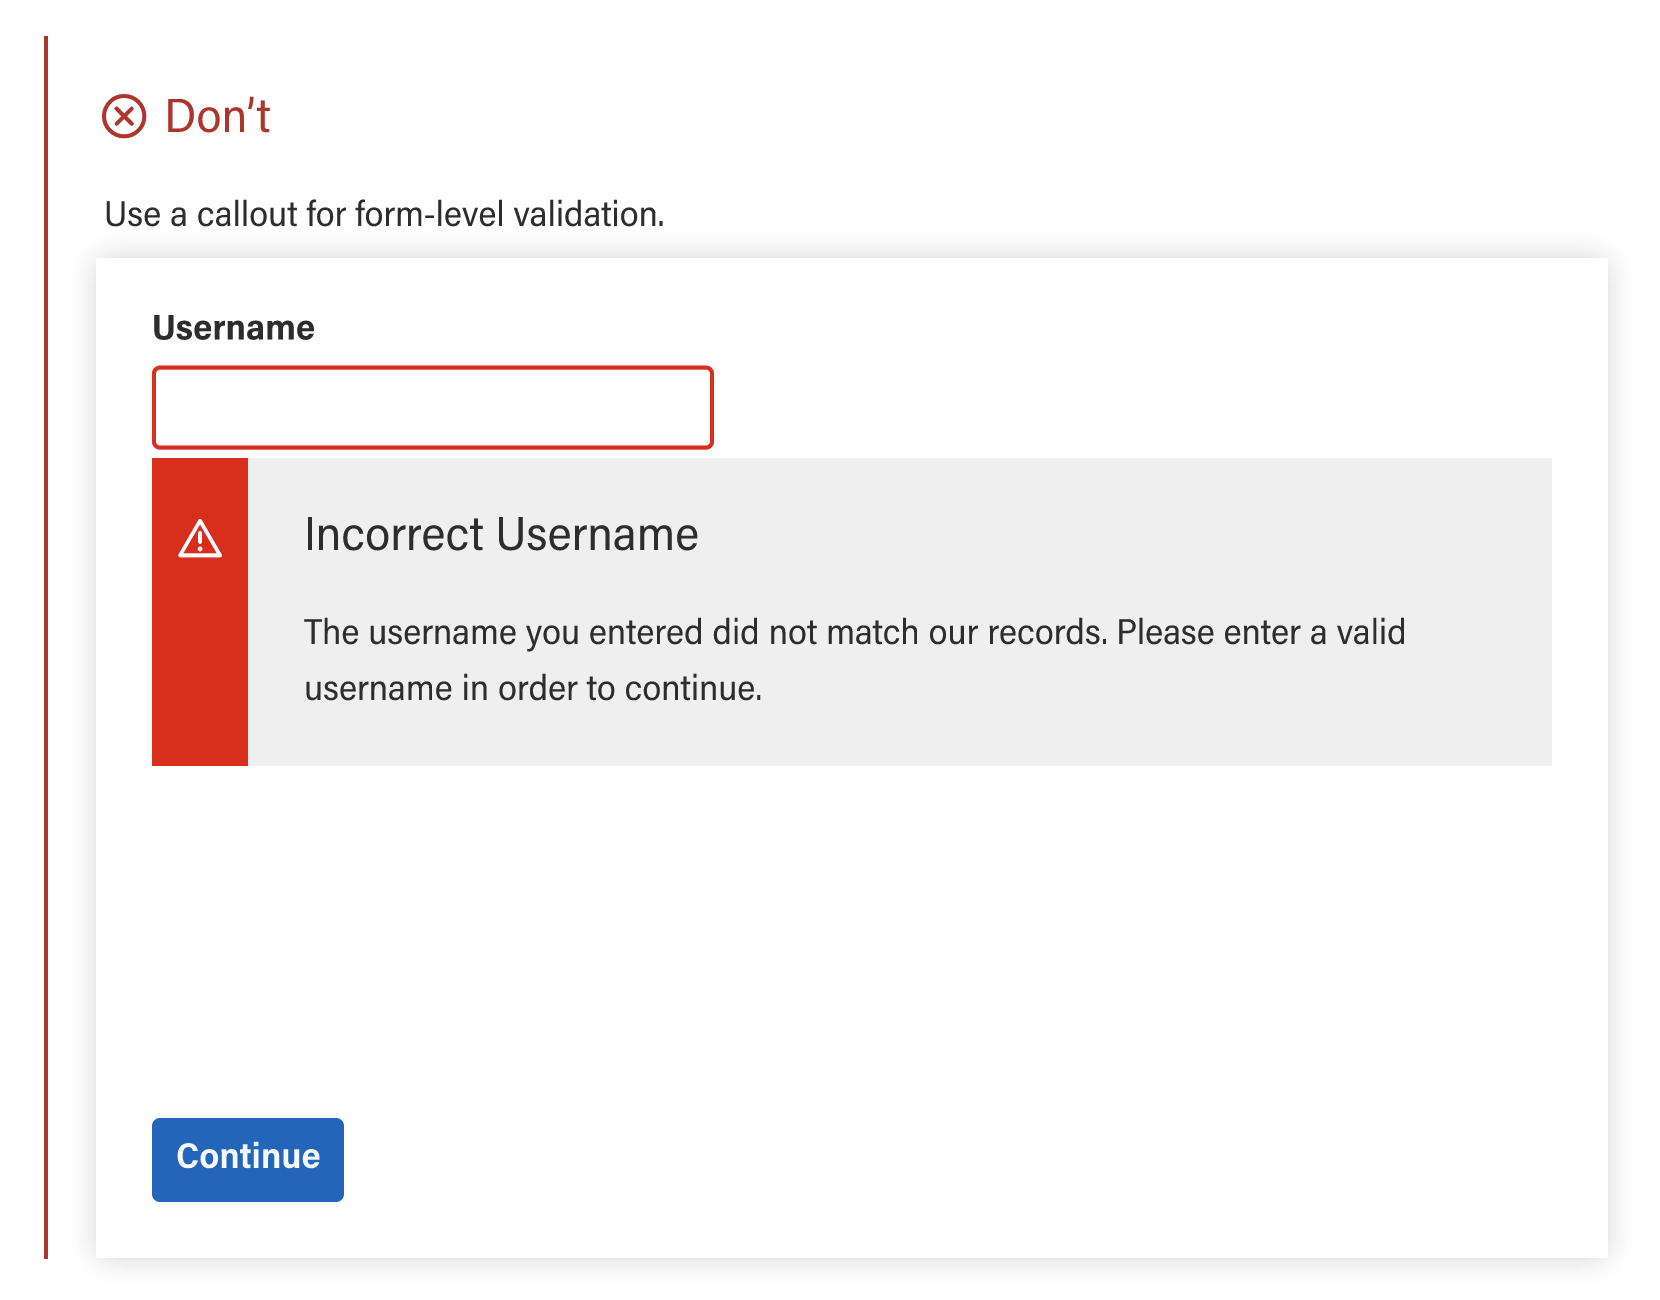 Don't
Use a callout for form-level validation.
Username
Incorrect Username
The username you entered did not match our records. Please enter a valid
username in order to continue.
Continue